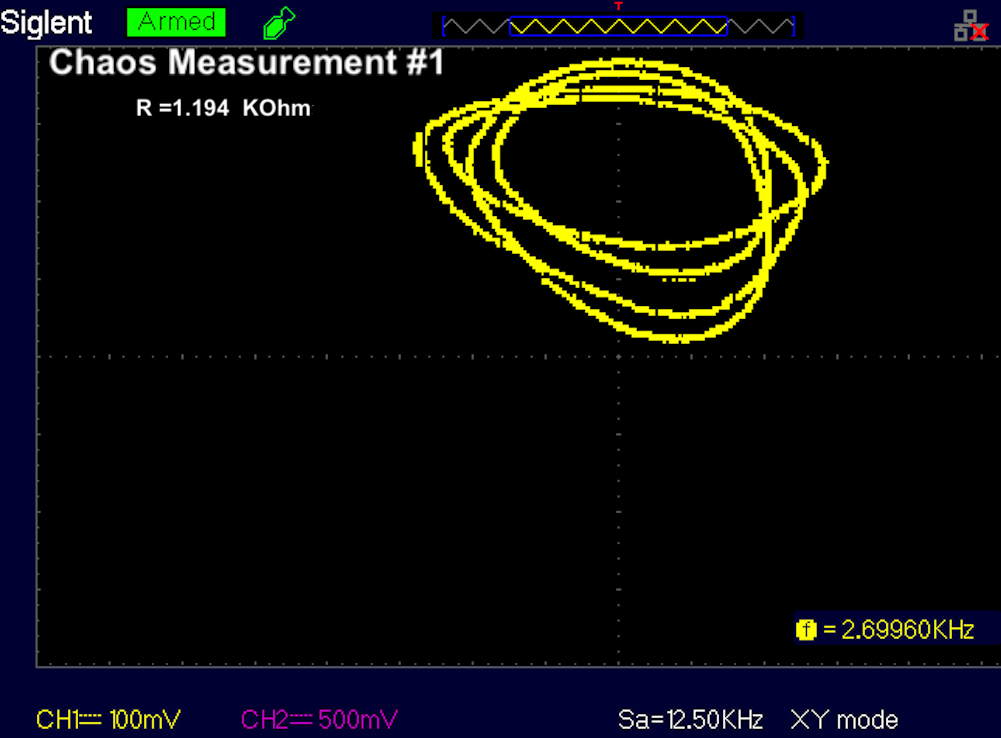 Siglent Armed T
Chaos Measurement #1
R =1.194 KOhm
f = 2.69960KHz
CH1 100mV CH2 500mV Sa=12.50KHz XY mode